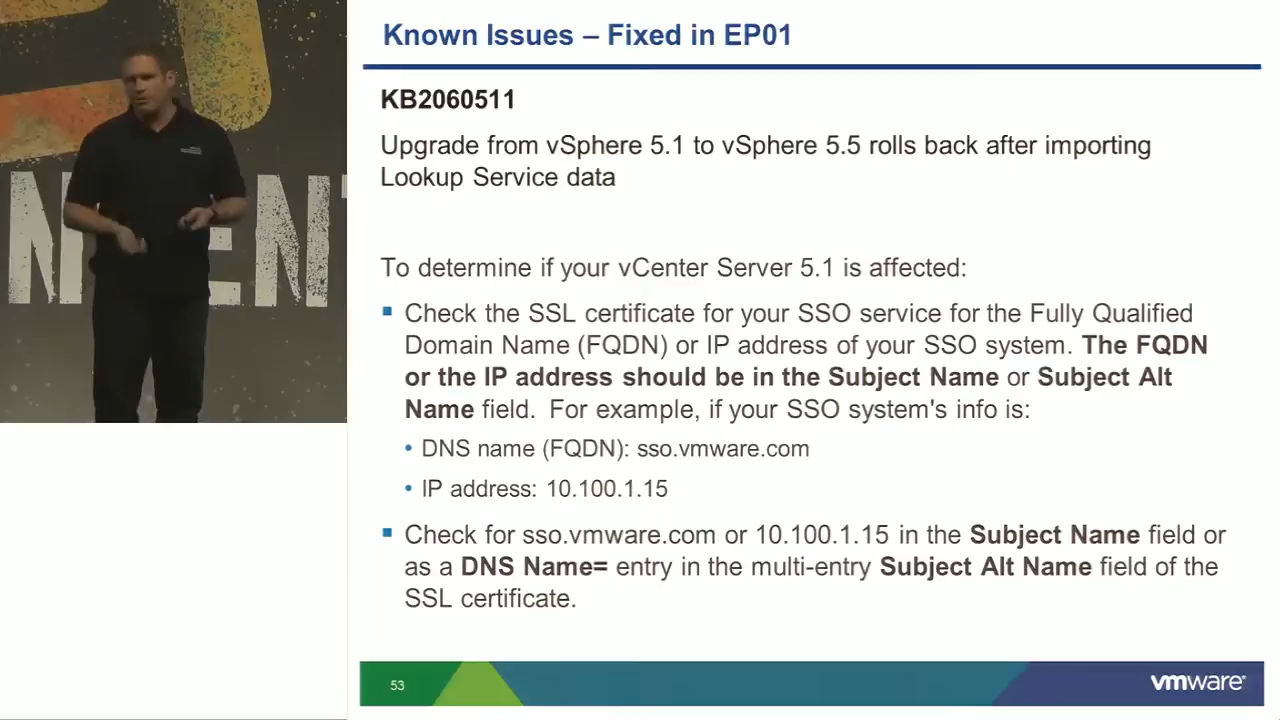 Known Issues – Fixed in EP01
KB2060511
Upgrade from vSphere 5.1 to vSphere 5.5 rolls back after importing
Lookup Service data
To determine if your vCenter Server 5.1 is affected:
▪ Check the SSL certificate for your SSO service for the Fully Qualified
Domain Name (FQDN) or IP address of your SSO system. The FQDN
or the IP address should be in the Subject Name or Subject Alt
Name field. For example, if your SSO system's info is:
• DNS name (FQDN): sso.vmware.com
• IP address: 10.100.1.15
▪ Check for sso.vmware.com or 10.100.1.15 in the Subject Name field or
as a DNS Name= entry in the multi-entry Subject Alt Name field of the
SSL certificate.
53
vmware